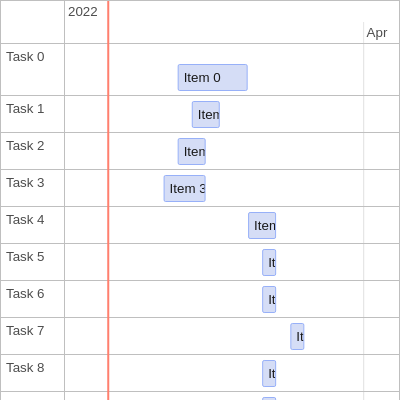 2022
Apr
Task 0
Item 0
Task 1
Item
Task 2
Item
Task 3
Item 3
Task 4
Item
Task 5
It
Task 6
It
Task 7
It
Task 8
It